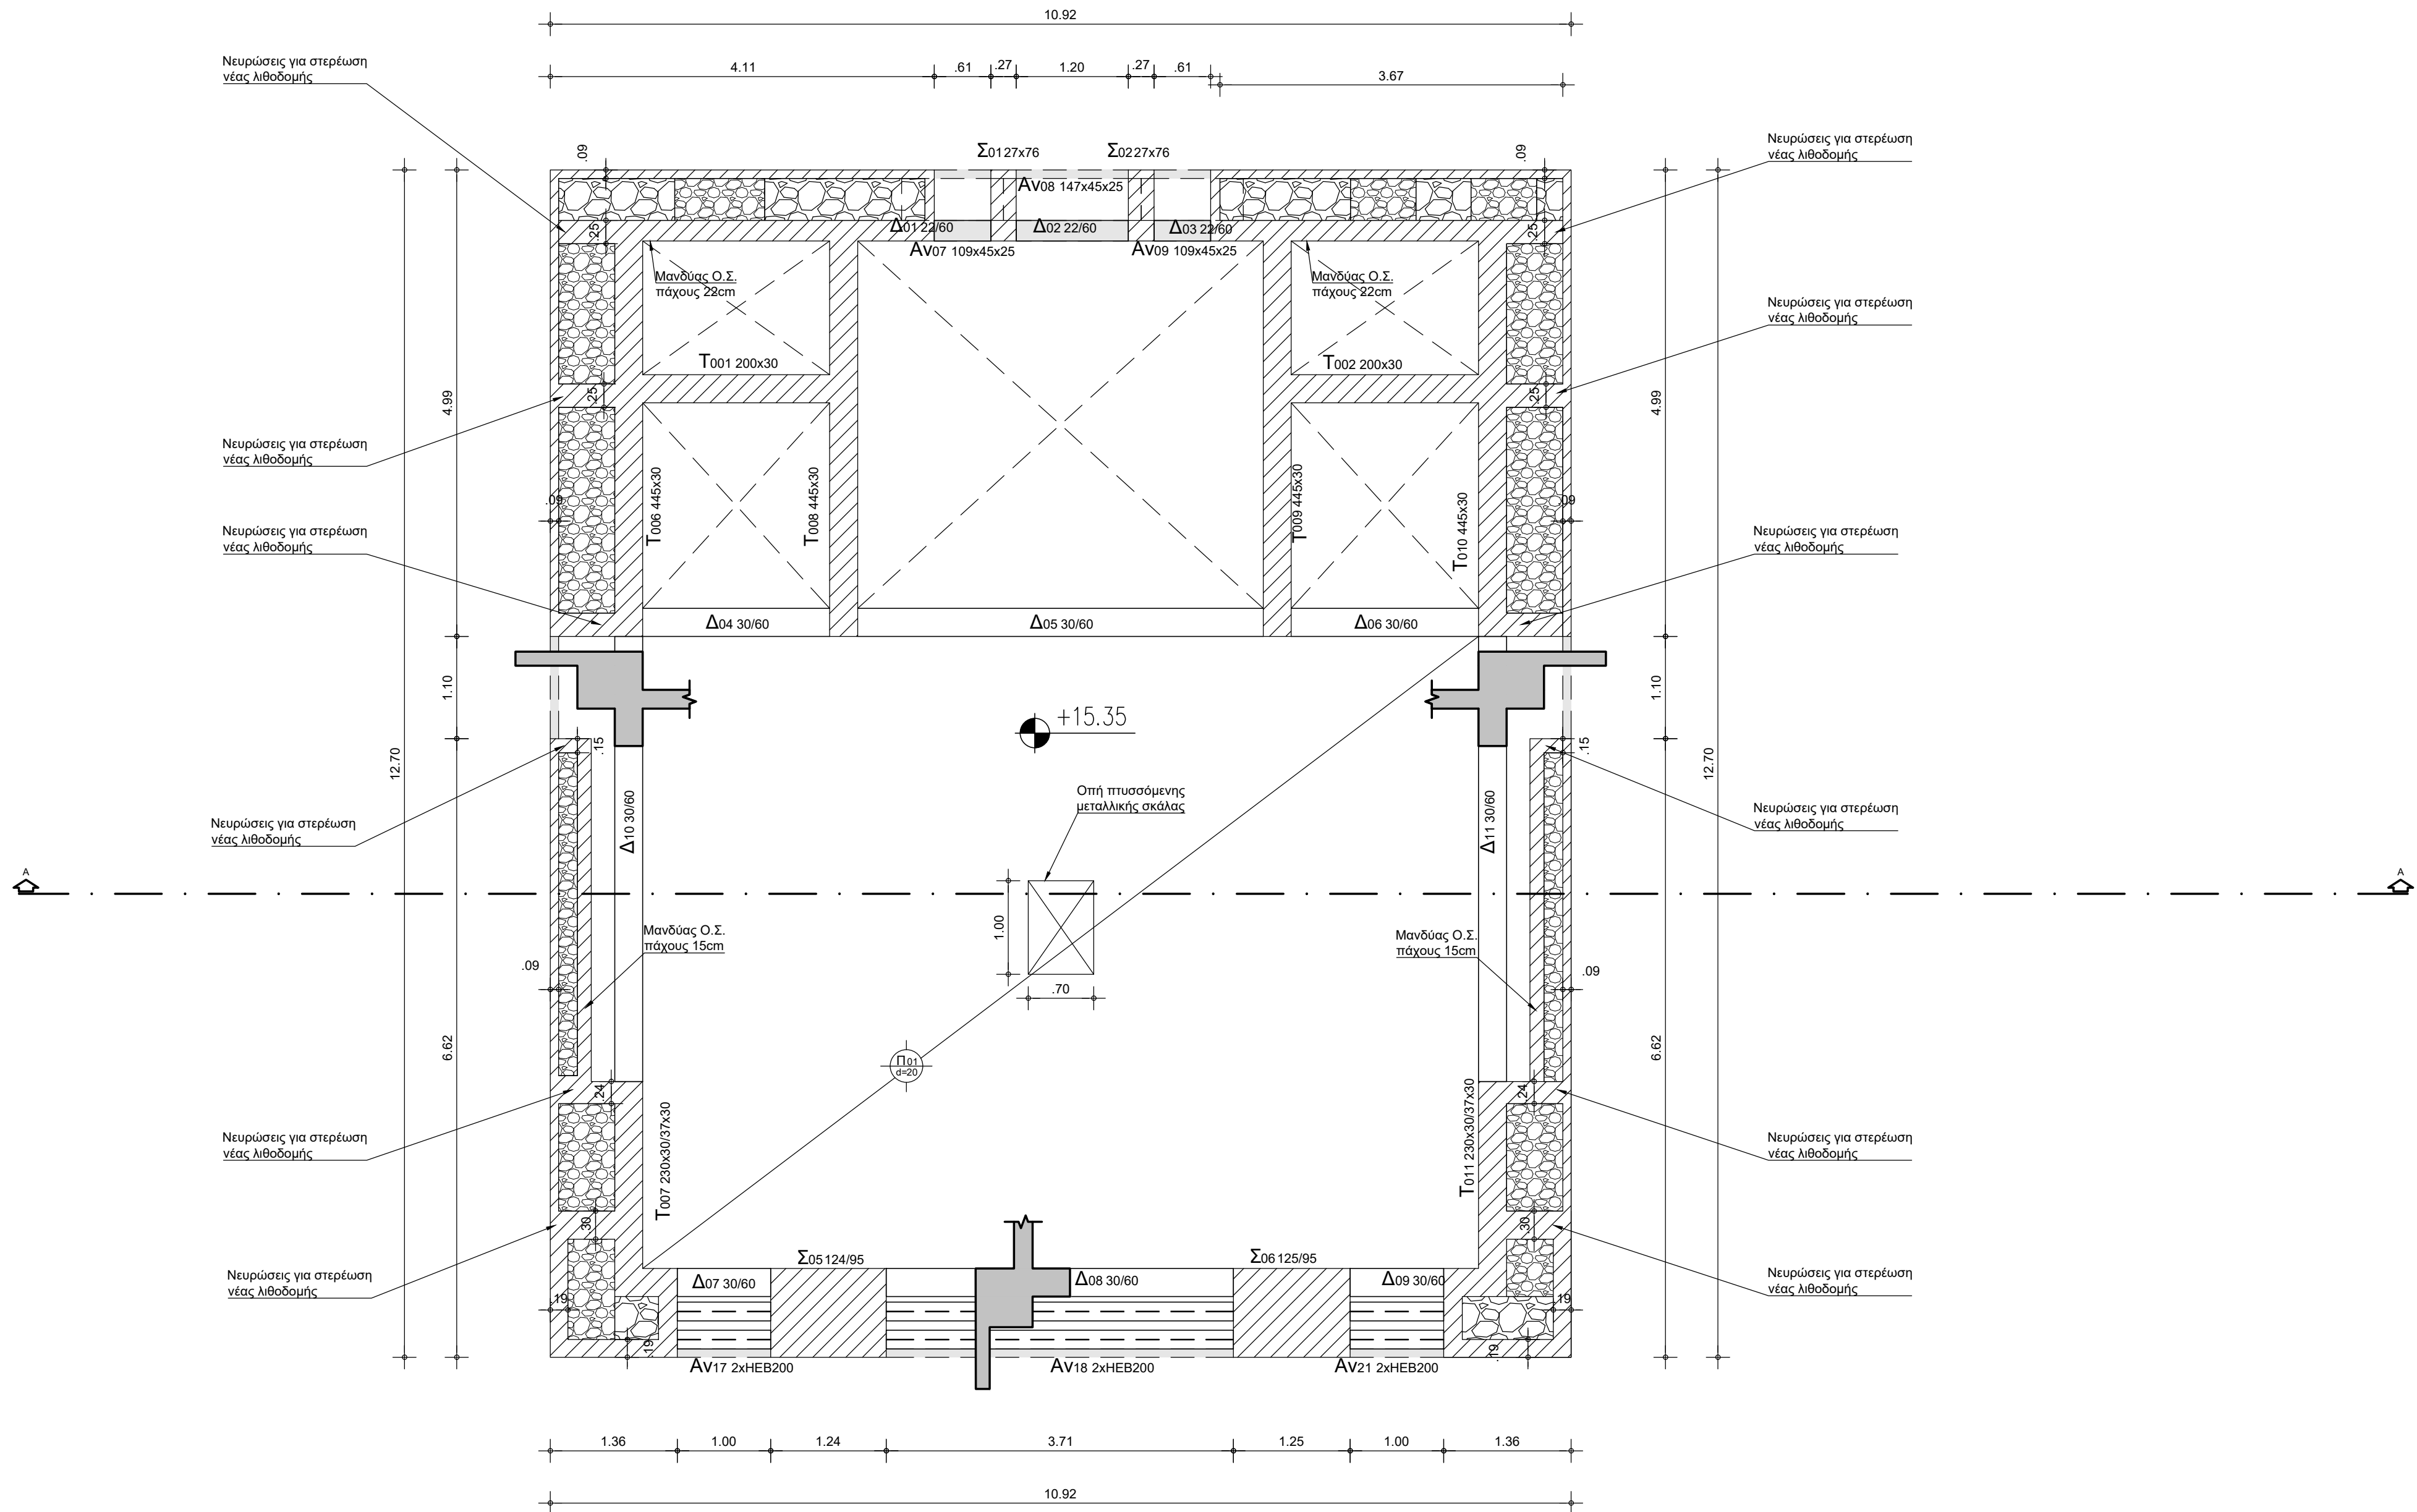 10.92
4.11
.61
.27
1.20
.27
.61
3.67
Νευρώσεις για στερέωση
νέας λιθοδομής
Νευρώσεις για στερέωση
νέας λιθοδομής
.09
Σ01 27x76
Σ02 27x76
.09
Αν08 147x45x25
.25
Δ01 22/60
Δ02 22/60
Δ03 22/60
.25
Αν07 109x45x25
Αν09 109x45x25
Μανδύας Ο.Σ.
πάχους 22cm
Μανδύας Ο.Σ.
πάχους 22cm
Νευρώσεις για στερέωση
νέας λιθοδομής
Τ001 200x30
Τ002 200x30
4.99
.25
.25
4.99
Νευρώσεις για στερέωση
νέας λιθοδομής
.09
Τ006 445x30
Τ008 445x30
Τ009 445x30
Τ010 445x30
.09
Νευρώσεις για στερέωση
νέας λιθοδομής
Νευρώσεις για στερέωση
νέας λιθοδομής
Δ04 30/60
Δ05 30/60
Δ06 30/60
1.10
1.10
+15.35
12.70
.15
.15
12.70
Οπή πτυσσόμενης
μεταλλικής σκάλας
Νευρώσεις για στερέωση
νέας λιθοδομής
Δ10 30/60
Δ11 30/60
Νευρώσεις για στερέωση
νέας λιθοδομής
A
A
1.00
Μανδύας Ο.Σ.
πάχους 15cm
Μανδύας Ο.Σ.
πάχους 15cm
.09
.70
.09
6.62
6.62
Π01
d=20
.24
.24
Νευρώσεις για στερέωση
νέας λιθοδομής
Τ007 230x30/37x30
Τ011 230x30/37x30
Νευρώσεις για στερέωση
νέας λιθοδομής
.30
.30
Σ05 124/95
Σ06 125/95
Νευρώσεις για στερέωση
νέας λιθοδομής
Δ07 30/60
Δ08 30/60
Δ09 30/60
Νευρώσεις για στερέωση
νέας λιθοδομής
.19
.19
.19
.19
Αν17 2xHEB200
Αν18 2xHEB200
Αν21 2xHEB200
1.36
1.00
1.24
3.71
1.25
1.00
1.36
10.92